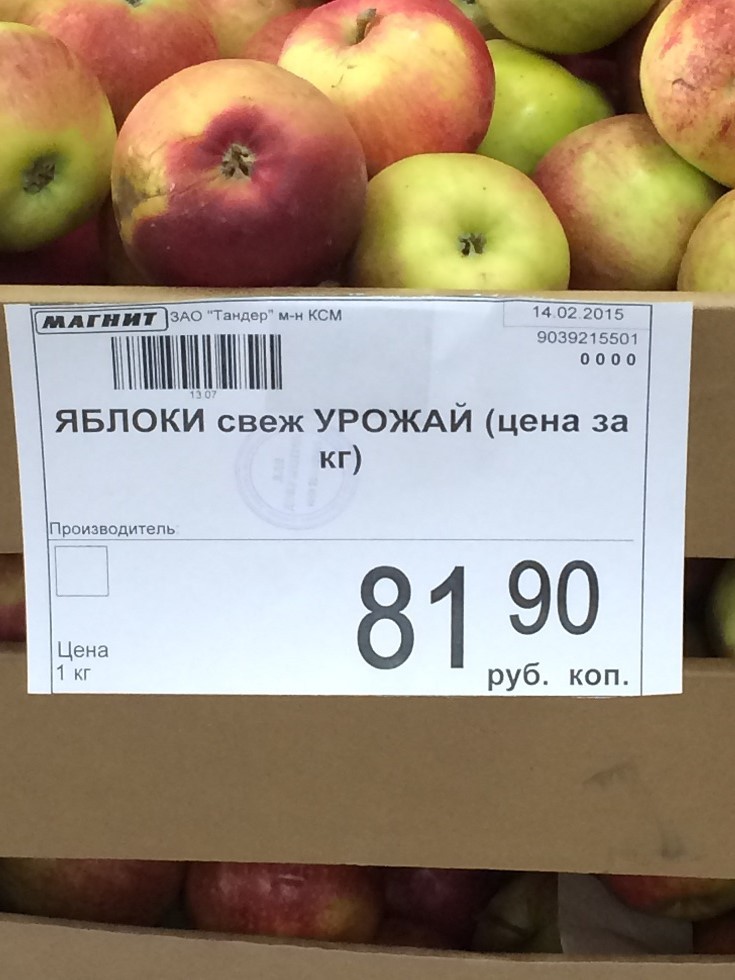 МАГНИТ ЗАО "Тандер" м-н КСМ
14.02.2015
9039215501
0000
13.07
ЯБЛОКИ свеж УРОЖАЙ (цена за
кг)
Производитель:
81 90
Цена
1 кг
руб. коп.